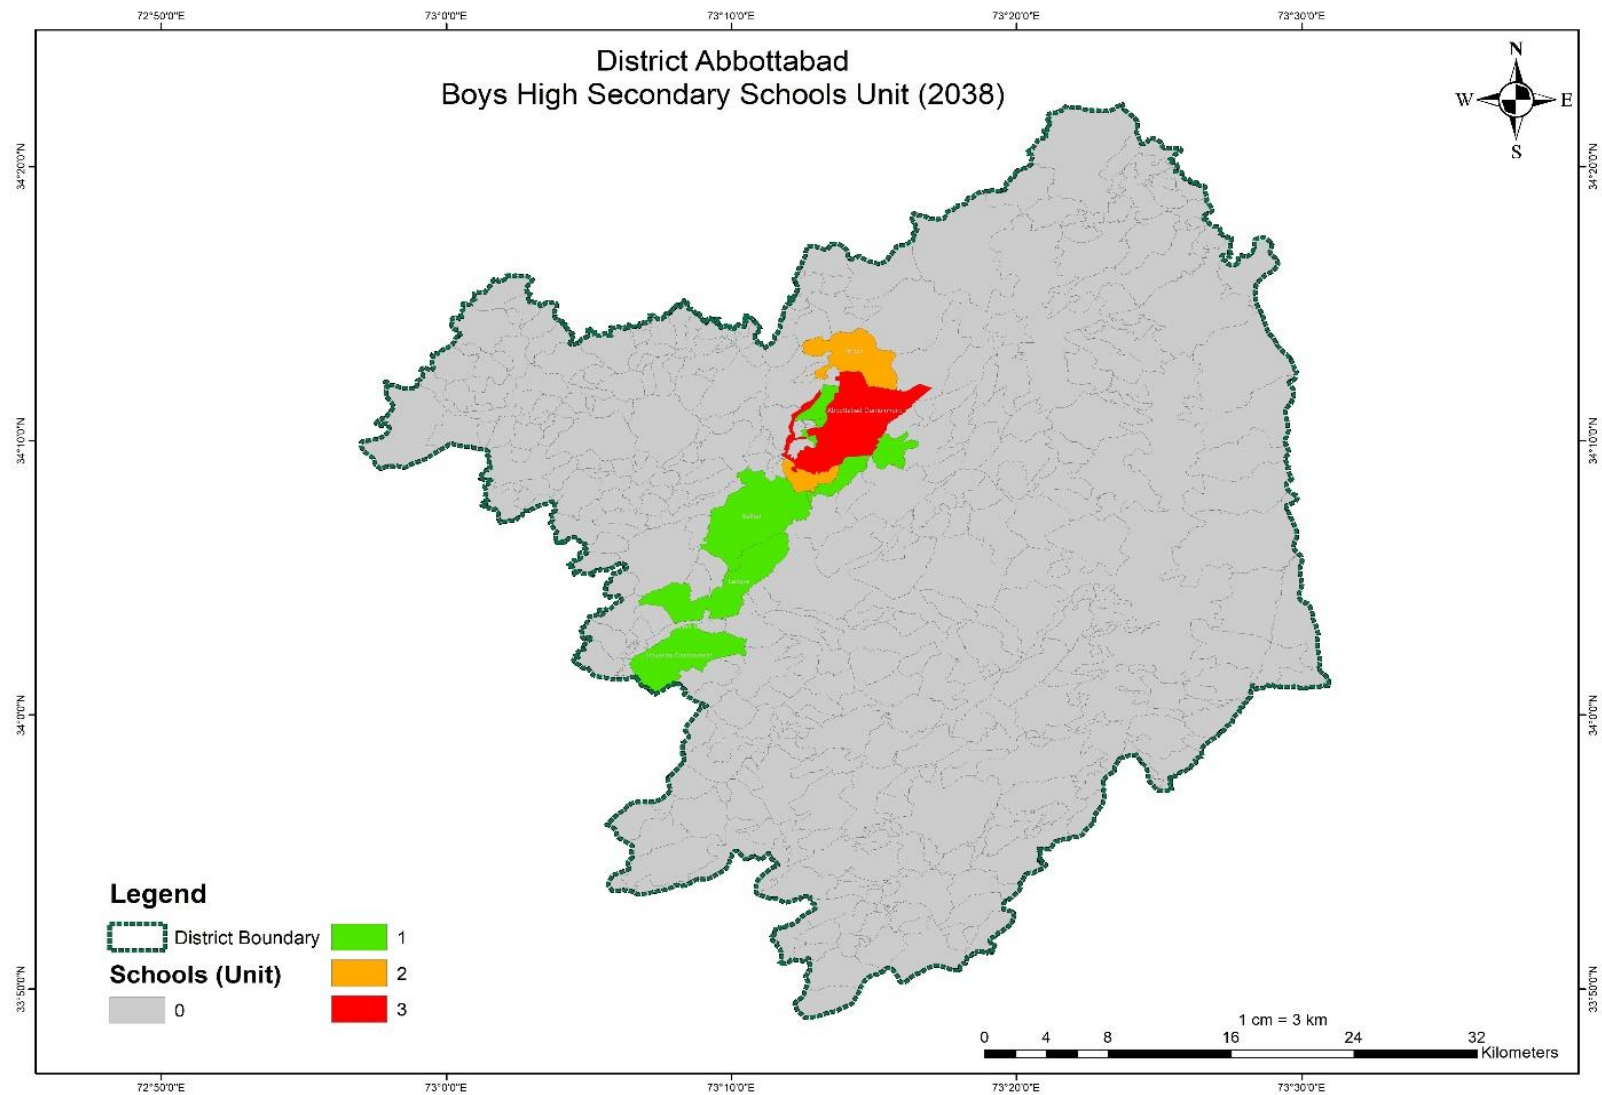 72°50'0"E 73°0'0"E 73°10'0"E 73°20'0"E 73°30'0"E
District Abbottabad
Boys High Secondary Schools Unit (2038)
N
W E
S
34°20'0"N 34°20'0"N
Abbottabad Cantonment
34°10'0"N 34°10'0"N
34°0'0"N 34°0'0"N
Legend
District Boundary
Schools (Unit)
0
1
2
3
33°50'0"N 33°50'0"N
1 cm = 3 km
0 4 8 16 24 32
Kilometers
72°50'0"E 73°0'0"E 73°10'0"E 73°20'0"E 73°30'0"E